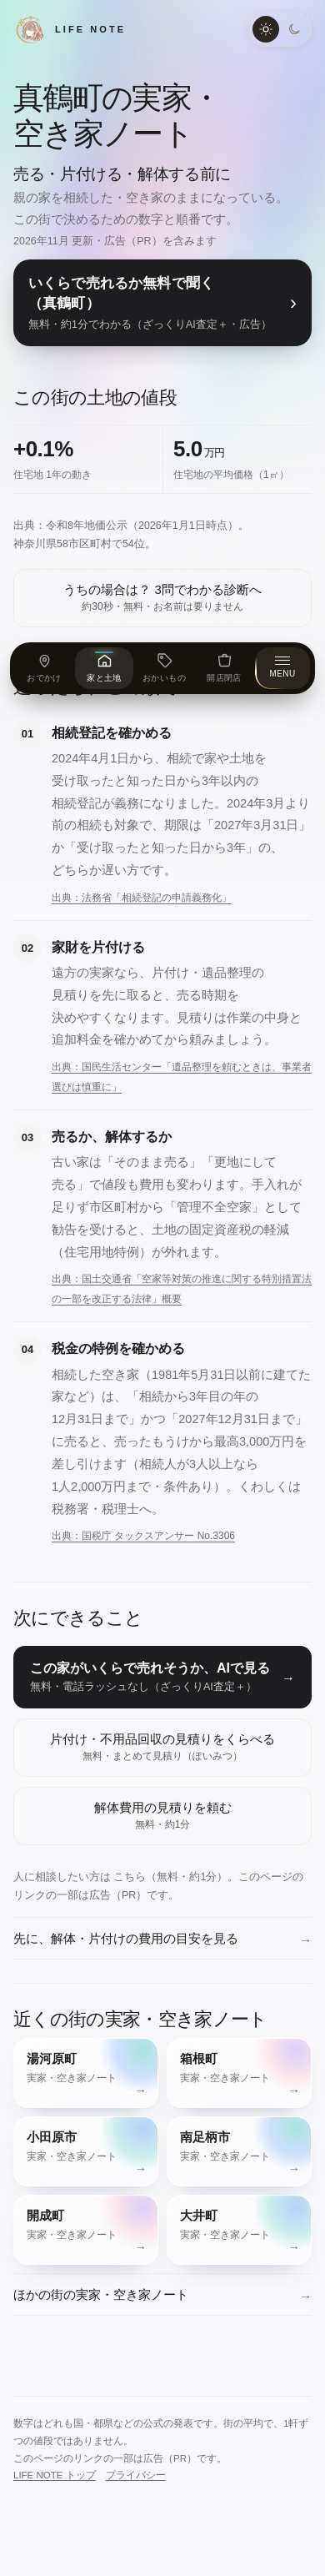 LIFE NOTE
真鶴町の実家・
空き家ノート
売る・片付ける・解体する前に
親の家を相続した・空き家のままになっている。
この街で決めるための数字と順番です。
2026年11月 更新・広告（PR）を含みます
いくらで売れるか無料で聞く
（真鶴町）
›
無料・約1分でわかる（ざっくりAI査定＋・広告）
この街の土地の値段
+0.1%
住宅地 1年の動き
5.0万円
住宅地の平均価格（1㎡）
出典：令和8年地価公示（2026年1月1日時点）。
神奈川県58市区町村で54位。
うちの場合は？ 3問でわかる診断へ
約30秒・無料・お名前は要りません
おでかけ
家と土地
おかいもの
開店閉店
MENU
01
相続登記を確かめる
2024年4月1日から、相続で家や土地を
受け取ったと知った日から3年以内の
相続登記が義務になりました。2024年3月より
前の相続も対象で、期限は「2027年3月31日」
か「受け取ったと知った日から3年」の、
どちらか遅い方です。
出典：法務省「相続登記の申請義務化」
02
家財を片付ける
遠方の実家なら、片付け・遺品整理の
見積りを先に取ると、売る時期を
決めやすくなります。見積りは作業の中身と
追加料金を確かめてから頼みましょう。
出典：国民生活センター「遺品整理を頼むときは、事業者
選びは慎重に」
03
売るか、解体するか
古い家は「そのまま売る」「更地にして
売る」で値段も費用も変わります。手入れが
足りず市区町村から「管理不全空家」として
勧告を受けると、土地の固定資産税の軽減
（住宅用地特例）が外れます。
出典：国土交通省「空家等対策の推進に関する特別措置法
の一部を改正する法律」概要
04
税金の特例を確かめる
相続した空き家（1981年5月31日以前に建てた
家など）は、「相続から3年目の年の
12月31日まで」かつ「2027年12月31日まで」
に売ると、売ったもうけから最高3,000万円を
差し引けます（相続人が3人以上なら
1人2,000万円まで・条件あり）。くわしくは
税務署・税理士へ。
出典：国税庁 タックスアンサー No.3306
次にできること
この家がいくらで売れそうか、AIで見る
無料・電話ラッシュなし（ざっくりAI査定＋）
→
片付け・不用品回収の見積りをくらべる
無料・まとめて見積り（ぽいみつ）
解体費用の見積りを頼む
無料・約1分
人に相談したい方は こちら（無料・約1分）。このページの
リンクの一部は広告（PR）です。
先に、解体・片付けの費用の目安を見る →
近くの街の実家・空き家ノート
湯河原町
実家・空き家ノート
→
箱根町
実家・空き家ノート
→
小田原市
実家・空き家ノート
→
南足柄市
実家・空き家ノート
→
開成町
実家・空き家ノート
→
大井町
実家・空き家ノート
→
ほかの街の実家・空き家ノート →
数字はどれも国・都県などの公式の発表です。街の平均で、1軒ず
つの値段ではありません。
このページのリンクの一部は広告（PR）です。
LIFE NOTE トップ プライバシー